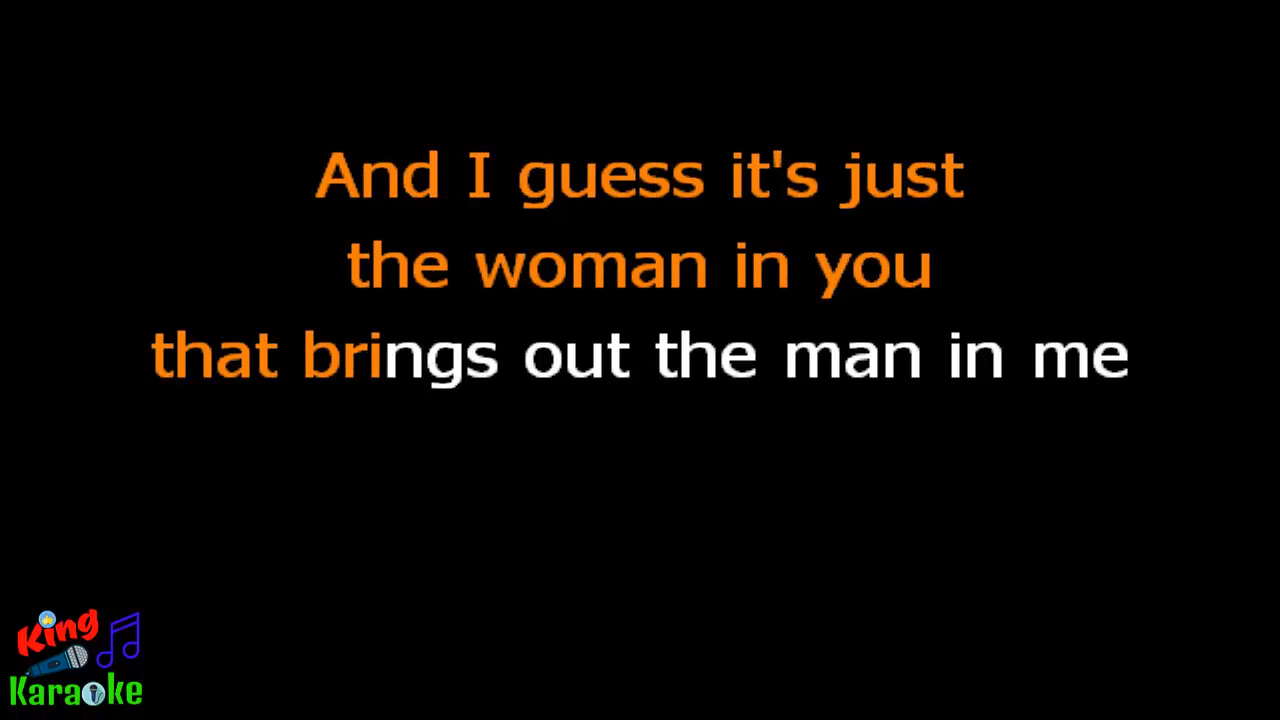 And I guess it's just
the woman in you
that brings out the man in me
King
Karaoke